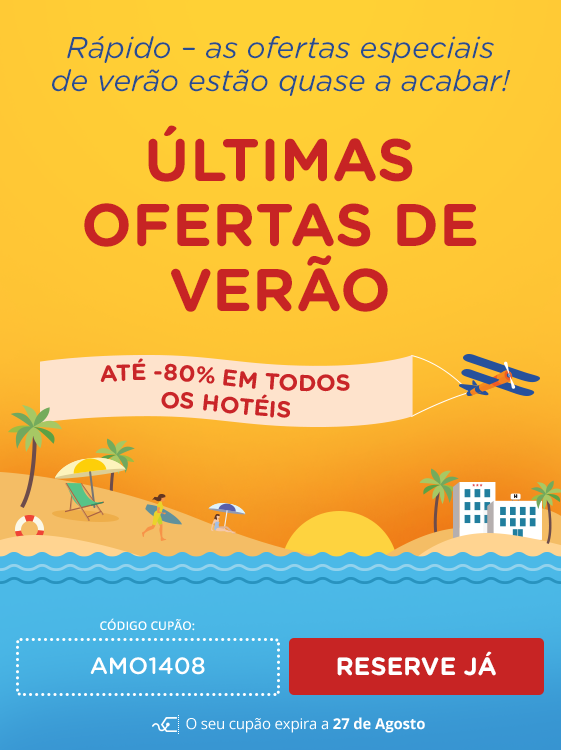 Rápido – as ofertas especiais
de verão estão quase a acabar!
ÚLTIMAS
OFERTAS DE
VERÃO
ATÉ -80% EM TODOS
OS HOTÉIS
H
CÓDIGO CUPÃO:
AMO1408
RESERVE JÁ
O seu cupão expira a 27 de Agosto